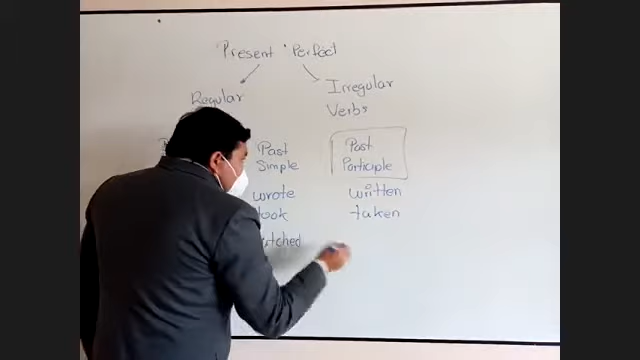 Present Perfect
Regular
Irregular
Verbs
Past
Simple
Past
Participle
wrote
written
took
taken